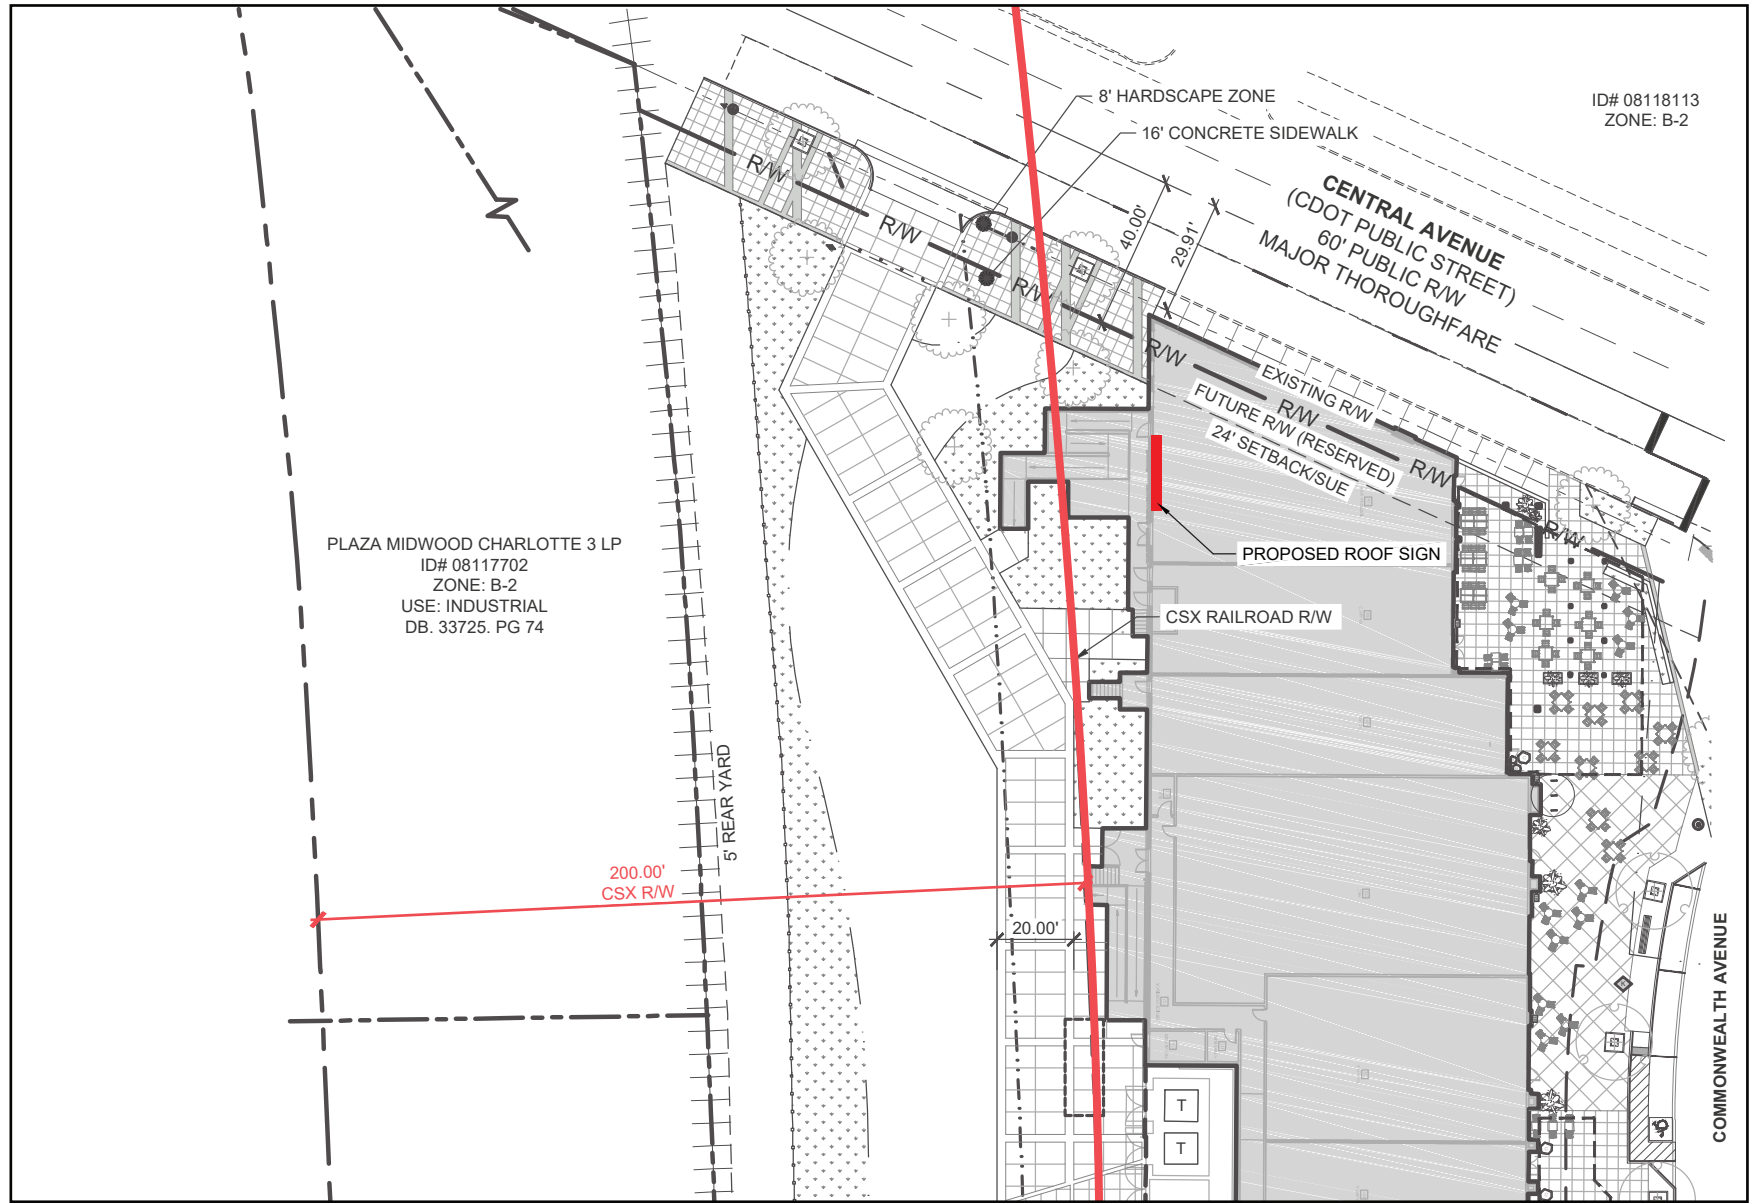 8' HARDSCAPE ZONE
16' CONCRETE SIDEWALK
ID# 08118113
ZONE: B-2
CENTRAL AVENUE
(CDOT PUBLIC STREET)
60' PUBLIC R/W
MAJOR THOROUGHFARE
R/W
R/W
R/W
40.00'
29.91'
R/W
EXISTING R/W
R/W
FUTURE R/W (RESERVED)
24' SETBACK/SUE
R/W
R/W
PROPOSED ROOF SIGN
PLAZA MIDWOOD CHARLOTTE 3 LP
ID# 08117702
ZONE: B-2
USE: INDUSTRIAL
DB. 33725. PG 74
CSX RAILROAD R/W
5' REAR YARD
200.00'
CSX R/W
20.00'
COMMONWEALTH AVENUE
T
T